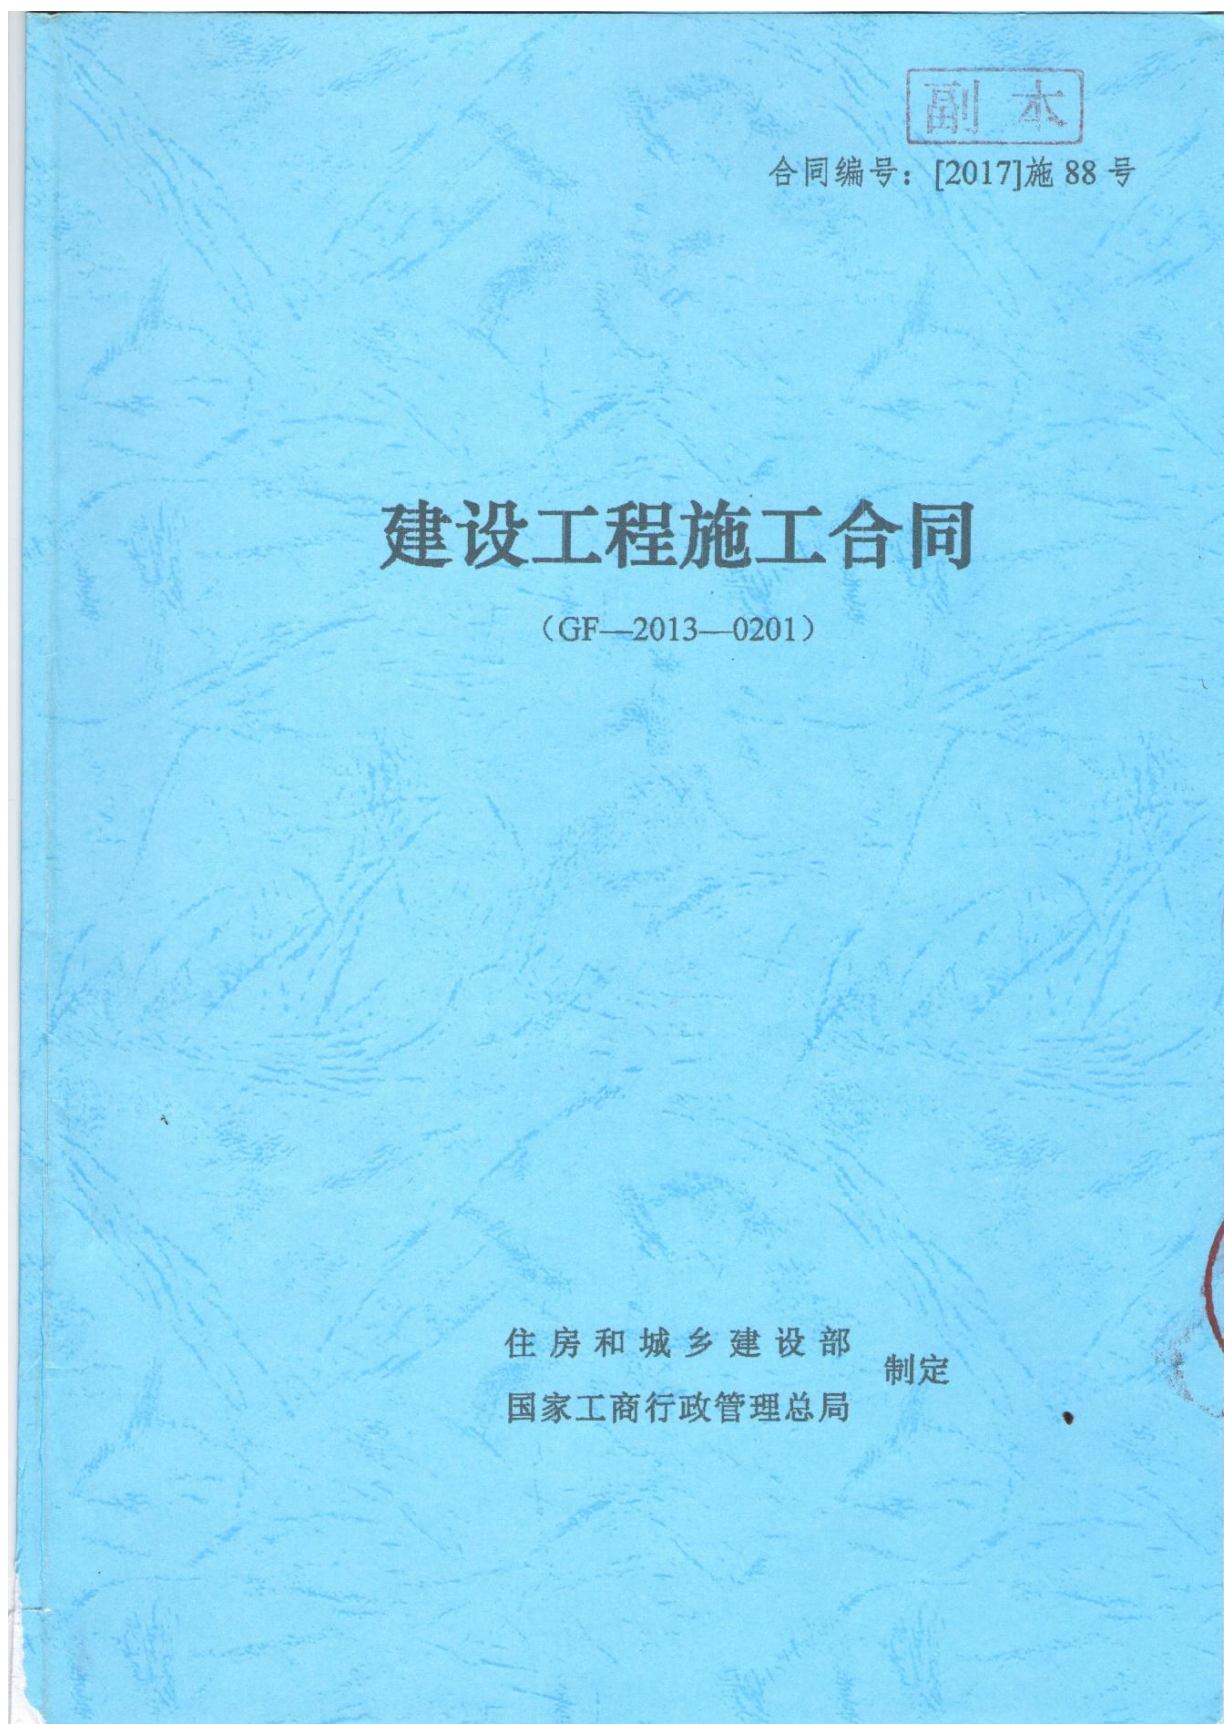 副 本
合同编号：[2017]施 88 号
建设工程施工合同
（GF—2013—0201）
住房和城乡建设部
国家工商行政管理总局
制定